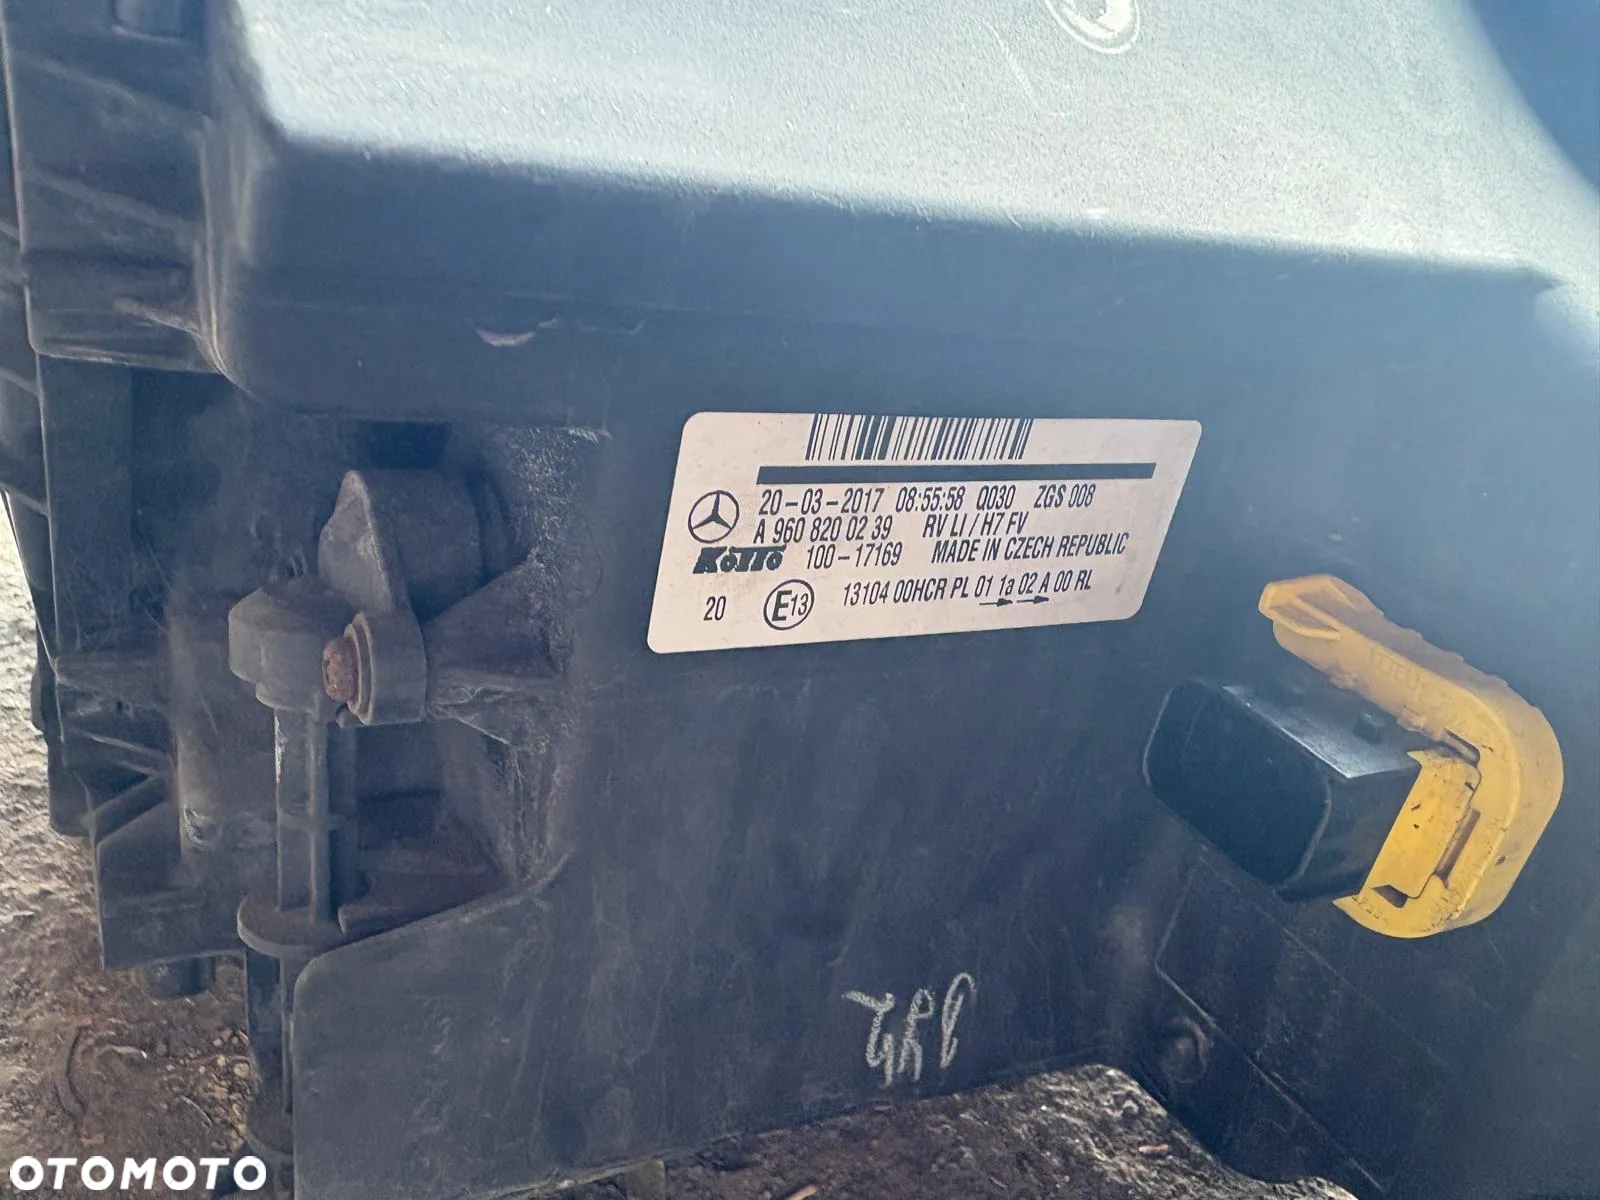 20-03-2017 08:55:58 Q030 ZGS 008
A 960 820 02 39 RV LI / H7 FV
100-17169 MADE IN CZECH REPUBLIC
20 E13 13104 00HCR PL 01 1a 02 A 00 RL
OTOMOTO